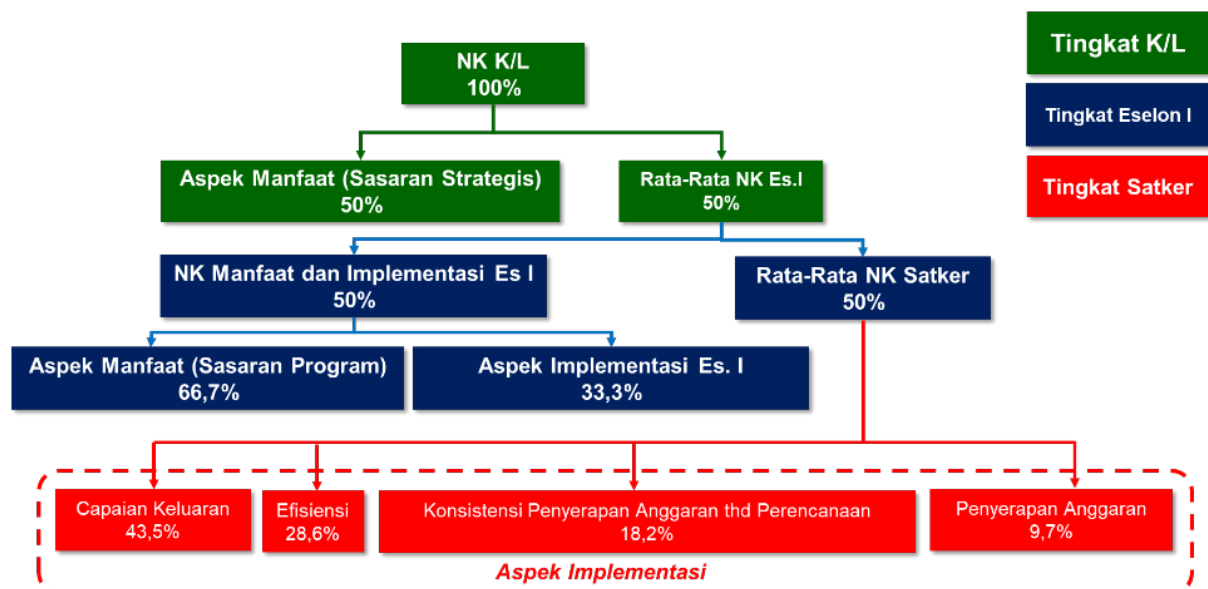 NK K/L
100%
Tingkat K/L
Tingkat Eselon I
Tingkat Satker
Aspek Manfaat (Sasaran Strategis)
50%
Rata-Rata NK Es.I
50%
NK Manfaat dan Implementasi Es I
50%
Rata-Rata NK Satker
50%
Aspek Manfaat (Sasaran Program)
66,7%
Aspek Implementasi Es. I
33,3%
Capaian Keluaran
43,5%
Efisiensi
28,6%
Konsistensi Penyerapan Anggaran thd Perencanaan
18,2%
Penyerapan Anggaran
9,7%
Aspek Implementasi